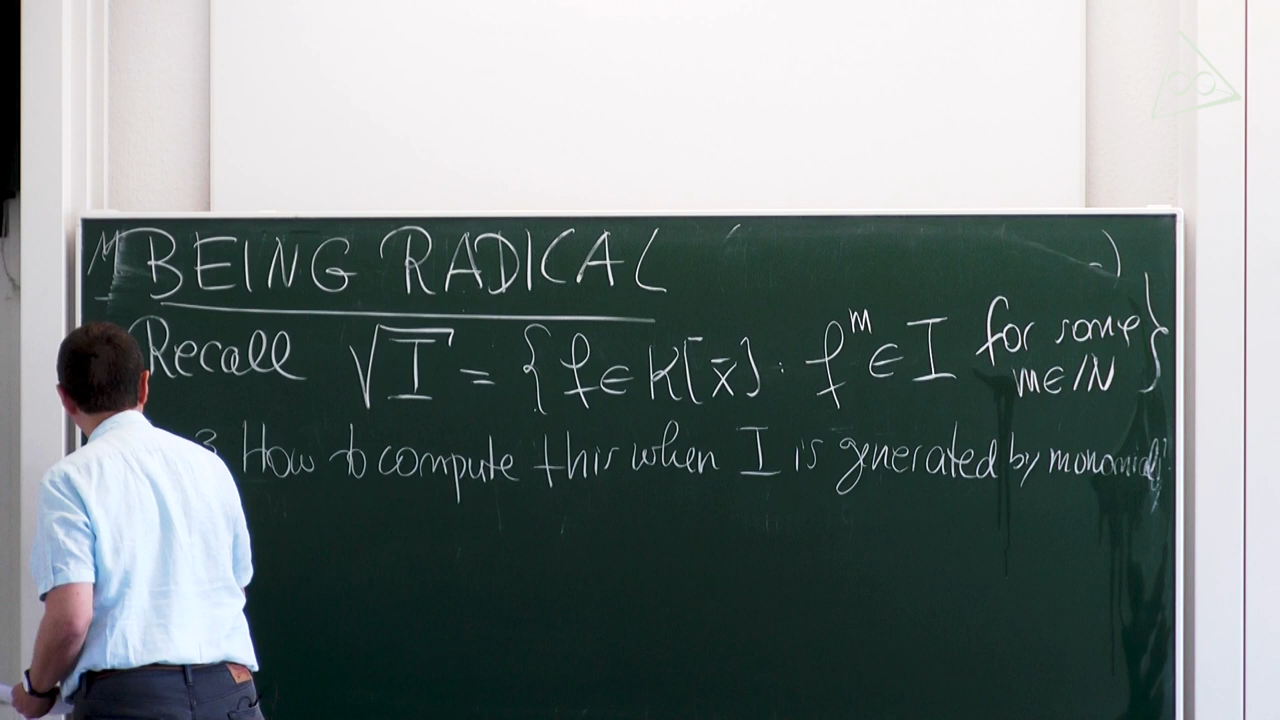 BEING RADICAL
Recall √I = {f ∈ K[x̄] : f^m ∈ I for some m ∈ ℕ}
How to compute this when I is generated by monomials?